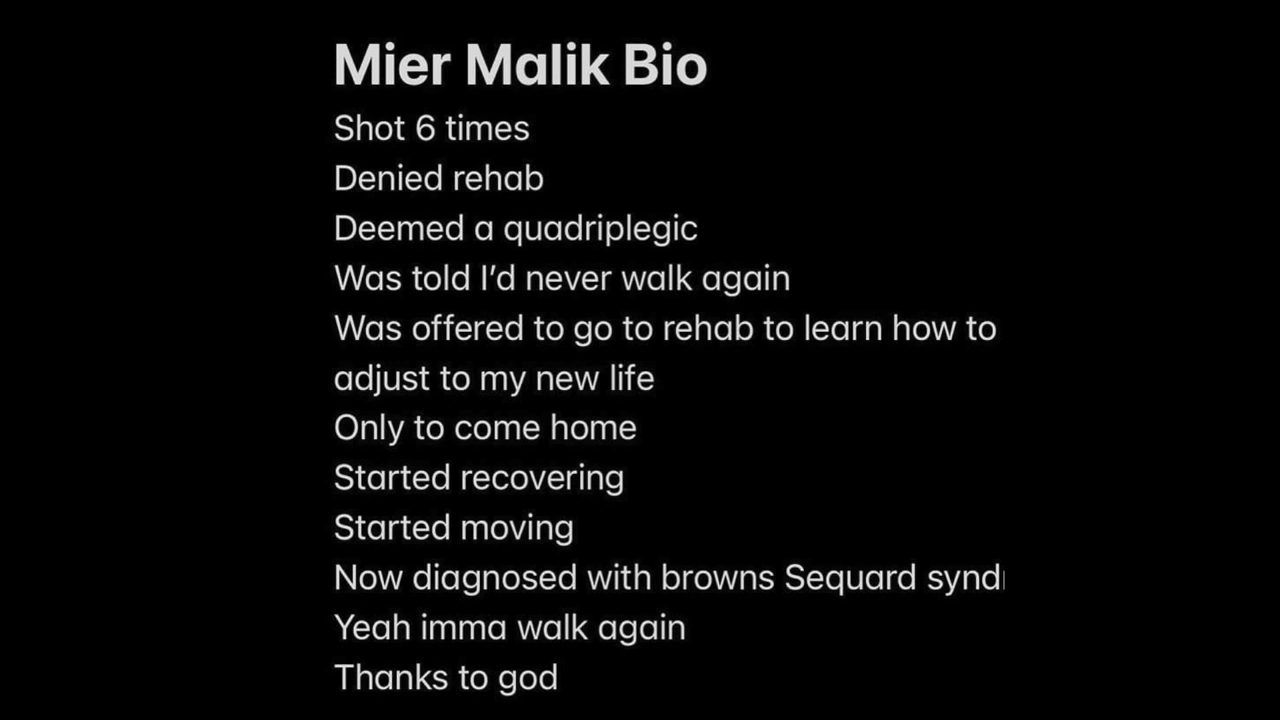 Mier Malik Bio
Shot 6 times
Denied rehab
Deemed a quadriplegic
Was told I’d never walk again
Was offered to go to rehab to learn how to
adjust to my new life
Only to come home
Started recovering
Started moving
Now diagnosed with browns Sequard synd
Yeah imma walk again
Thanks to god